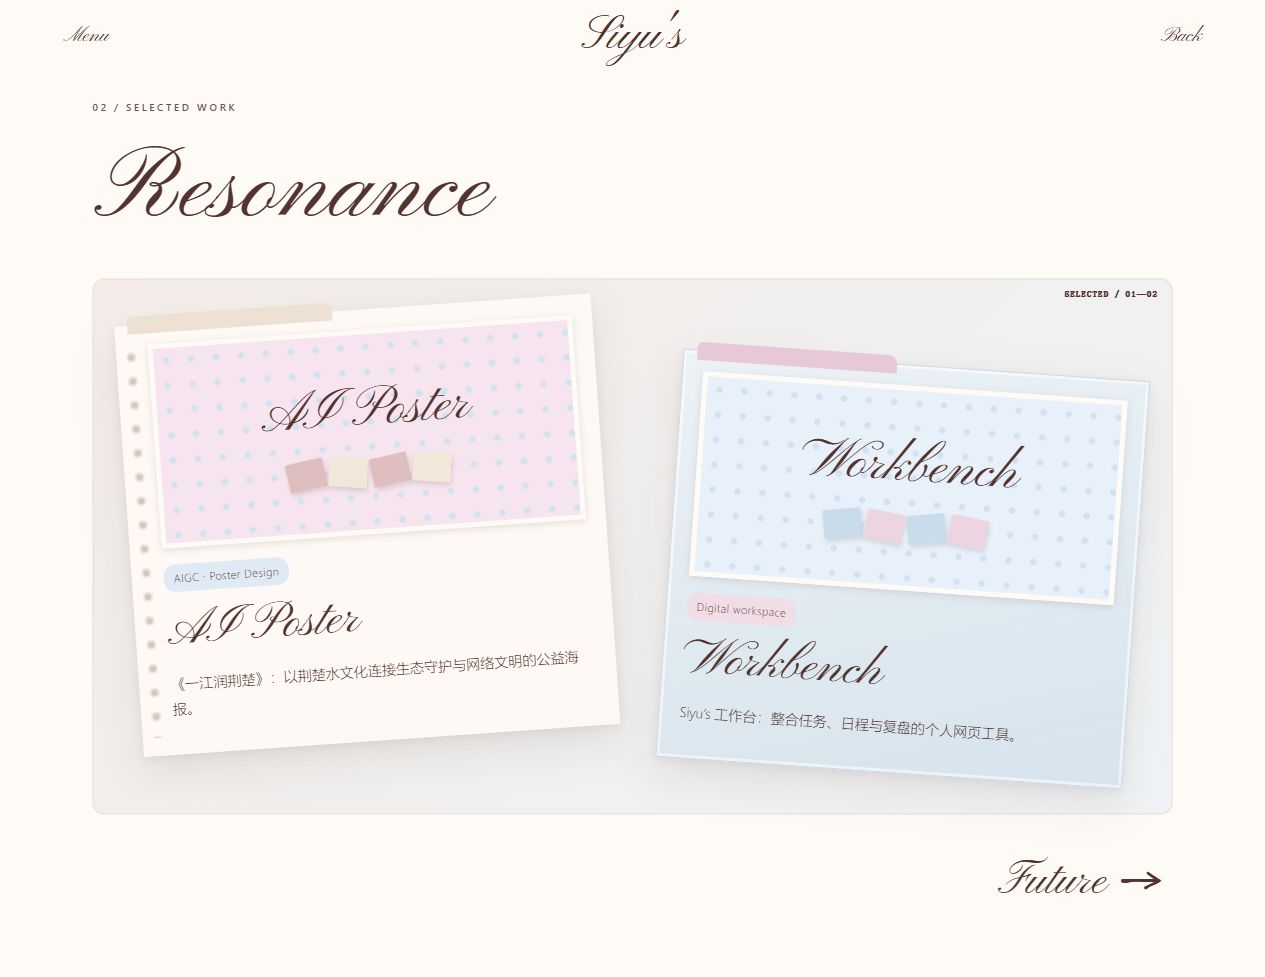 Menu
Siyu's
Back
02 / SELECTED WORK
Resonance
SELECTED / 01—02
AI Poster
AIGC · Poster Design
AI Poster
《一江润荆楚》：以荆楚水文化连接生态守护与网络文明的公益海
报。
Workbench
Digital workspace
Workbench
Siyu's 工作台：整合任务、日程与复盘的个人网页工具。
Future →